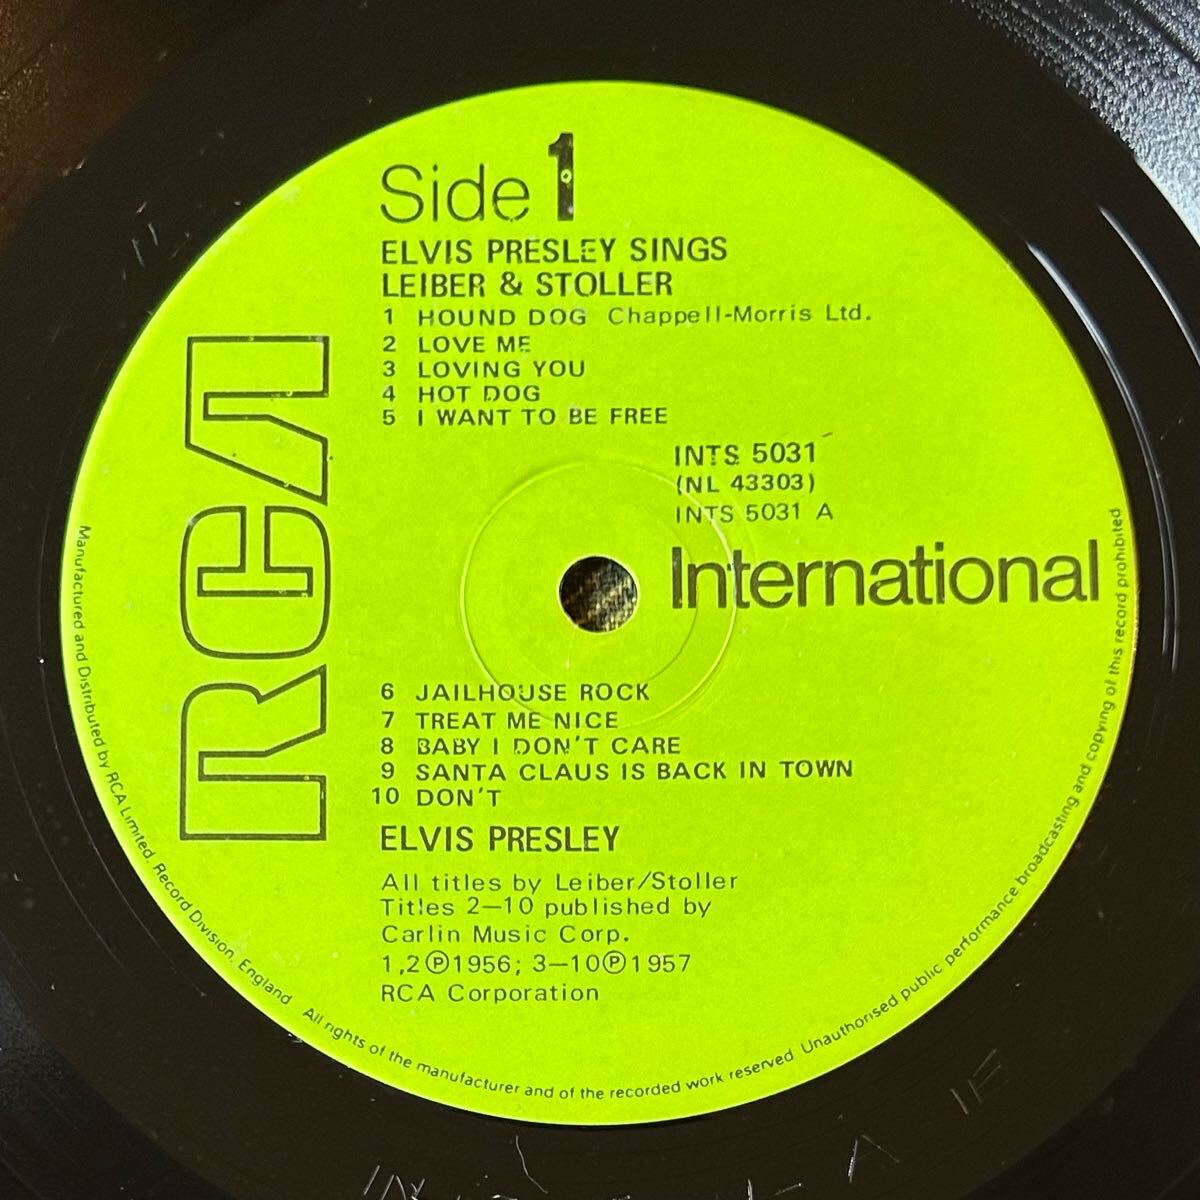 Side 1
ELVIS PRESLEY SINGS
LEIBER & STOLLER
1 HOUND DOG Chappell-Morris Ltd.
2 LOVE ME
3 LOVING YOU
4 HOT DOG
5 I WANT TO BE FREE
INTS 5031
(NL 43303)
INTS 5031 A
RCA
International
6 JAILHOUSE ROCK
7 TREAT ME NICE
8 BABY I DON'T CARE
9 SANTA CLAUS IS BACK IN TOWN
10 DON'T
ELVIS PRESLEY
All titles by Leiber/Stoller
Titles 2—10 published by
Carlin Music Corp.
1,2 Ⓟ 1956; 3—10 Ⓟ 1957
RCA Corporation
Manufactured and Distributed by RCA Limited. Record Division. England All rights of the manufacturer and of the recorded work reserved Unauthorised public performance broadcasting and copying of this record prohibited